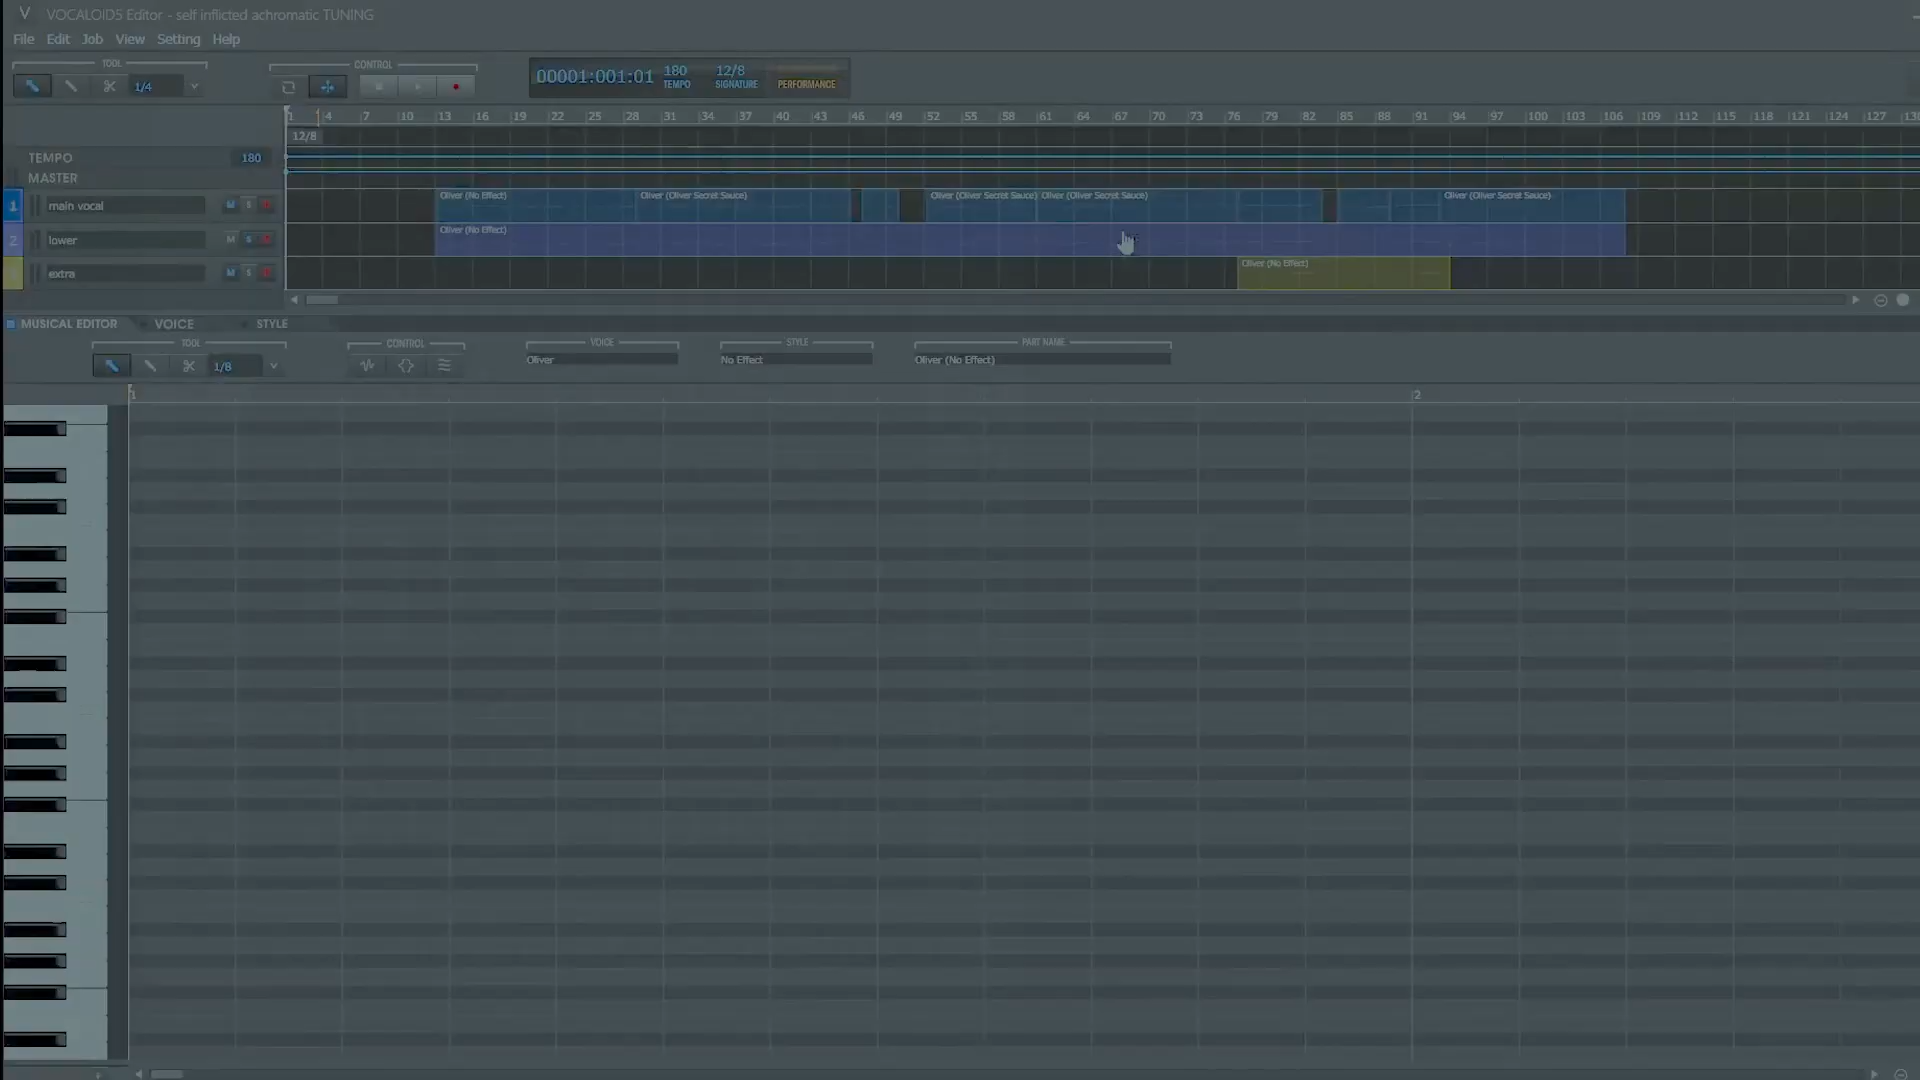 V VOCALOID5 Editor - self inflicted achromatic TUNING
File Edit Job View Setting Help
TOOL CONTROL
1/4 00001:001:01 180 TEMPO 12/8 SIGNATURE PERFORMANCE
1 4 7 10 13 16 19 22 25 28 31 34 37 40 43 46 49 52 55 58 61 64 67 70 73 76 79 82 85 88 91 94 97 100 103 106 109 112 115 118 121 124 127 130
12/8
TEMPO 180
MASTER
1 main vocal M S Oliver (No Effect) Oliver (Oliver Secret Sauce) Oliver (Oliver Secret Sauce) Oliver (Oliver Secret Sauce) Oliver (Oliver Secret Sauce)
2 lower M S Oliver (No Effect)
extra M S Oliver (No Effect)
MUSICAL EDITOR VOICE STYLE
TOOL CONTROL VOICE STYLE PART NAME
1/8 Oliver No Effect Oliver (No Effect)
1 2